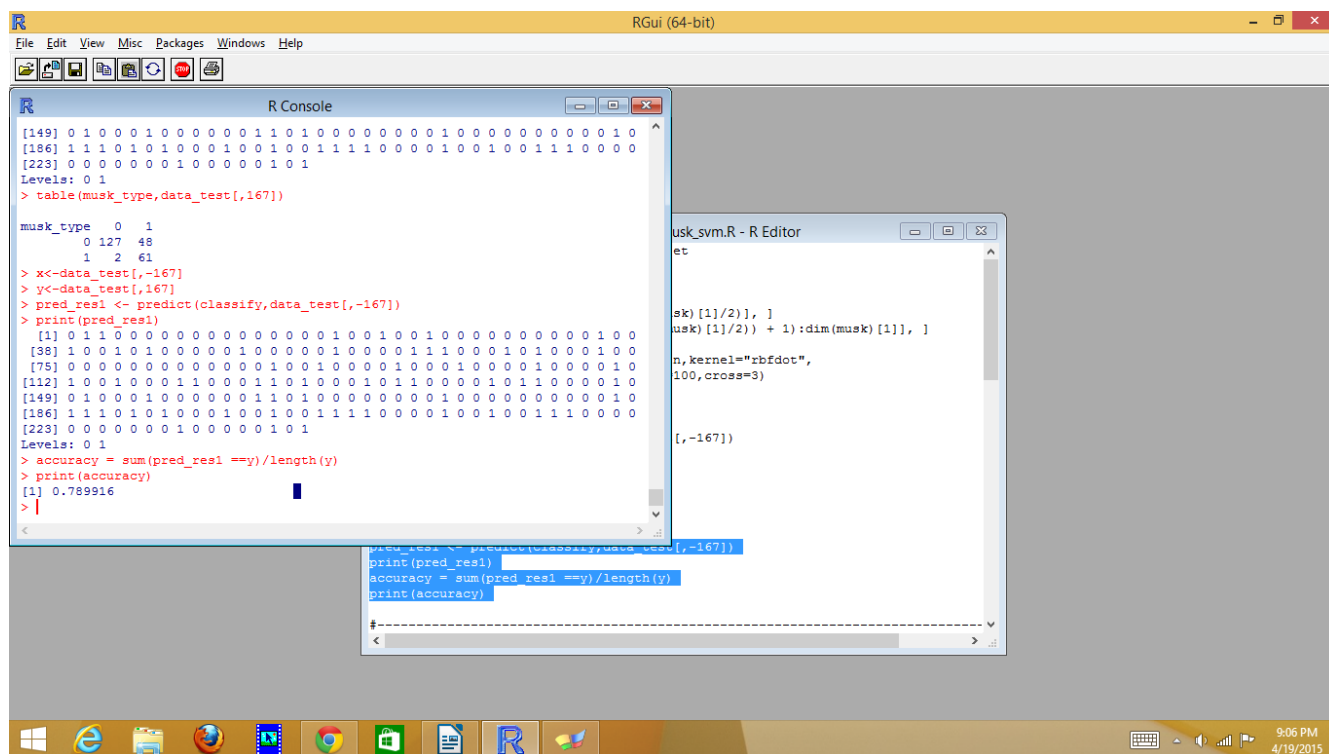 RGui (64-bit)
File Edit View Misc Packages Windows Help
STOP
R Console
[149] 0 1 0 0 0 1 0 0 0 0 0 0 1 1 0 1 0 0 0 0 0 0 0 0 1 0 0 0 0 0 0 0 0 0 0 1 0
[186] 1 1 1 0 1 0 1 0 0 0 1 0 0 1 0 0 1 1 1 1 0 0 0 0 1 0 0 1 0 0 1 1 1 0 0 0 0
[223] 0 0 0 0 0 0 0 1 0 0 0 0 0 1 0 1
Levels: 0 1
> table(musk_type,data_test[,167])
musk_type 0 1
0 127 48
1 2 61
> x<-data_test[,-167]
> y<-data_test[,167]
> pred_res1 <- predict(classify,data_test[,-167])
> print(pred_res1)
[1] 0 1 1 0 0 0 0 0 0 0 0 0 0 0 0 0 0 1 0 0 1 0 0 1 0 0 0 0 0 0 0 0 0 0 1 0 0
[38] 1 0 0 1 0 1 0 0 0 0 0 1 0 0 0 0 0 1 0 0 0 0 1 1 1 0 0 0 1 0 1 0 0 0 1 0 0
[75] 0 0 0 0 0 0 0 0 0 0 0 0 0 1 0 0 1 0 0 0 0 1 0 0 0 1 0 0 0 0 1 0 0 0 0 1 0
[112] 1 0 0 1 0 0 0 1 1 0 0 0 1 1 0 1 0 0 0 1 0 1 1 0 0 0 0 1 0 1 1 0 0 0 0 1 0
[149] 0 1 0 0 0 1 0 0 0 0 0 0 1 1 0 1 0 0 0 0 0 0 0 0 1 0 0 0 0 0 0 0 0 0 0 1 0
[186] 1 1 1 0 1 0 1 0 0 0 1 0 0 1 0 0 1 1 1 1 0 0 0 0 1 0 0 1 0 0 1 1 1 0 0 0 0
[223] 0 0 0 0 0 0 0 1 0 0 0 0 0 1 0 1
Levels: 0 1
> accuracy = sum(pred_res1 ==y)/length(y)
> print(accuracy)
[1] 0.789916
>
usk_svm.R - R Editor
et
sk)[1]/2)], ]
usk)[1]/2)) + 1):dim(musk)[1]], ]
n,kernel="rbfdot",
100,cross=3)
[,-167])
pred_res1 <- predict(classify,data_test[,-167])
print(pred_res1)
accuracy = sum(pred_res1 ==y)/length(y)
print(accuracy)
#------------------------------------------------------------------------------
9:06 PM
4/19/2015